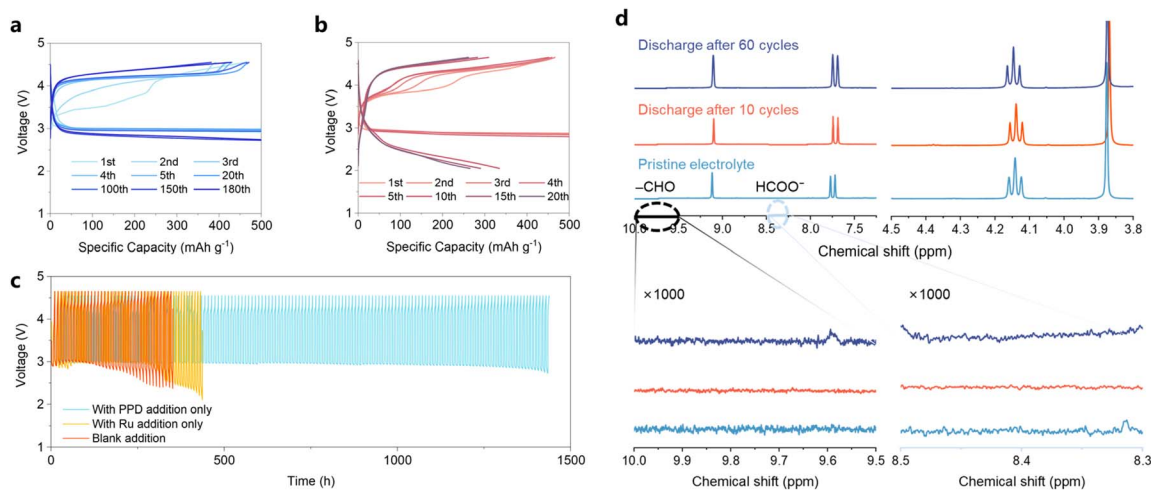 a
5
4
3
2
1
Voltage (V)
1st 2nd 3rd
4th 5th 20th
100th 150th 180th
0 100 200 300 400 500
Specific Capacity (mAh g⁻¹)
b
5
4
3
2
1
Voltage (V)
1st 2nd 3rd 4th
5th 10th 15th 20th
0 100 200 300 400 500
Specific Capacity (mAh g⁻¹)
c
5
4
3
2
1
Voltage (V)
With PPD addition only
With Ru addition only
Blank addition
0 500 1000 1500
Time (h)
d
Discharge after 60 cycles
Discharge after 10 cycles
Pristine electrolyte
–CHO HCOO⁻
10.0 9.5 9.0 8.5 8.0 7.5
Chemical shift (ppm)
4.5 4.4 4.3 4.2 4.1 4.0 3.9 3.8
Chemical shift (ppm)
×1000
10.0 9.9 9.8 9.7 9.6 9.5
Chemical shift (ppm)
×1000
8.5 8.4 8.3
Chemical shift (ppm)